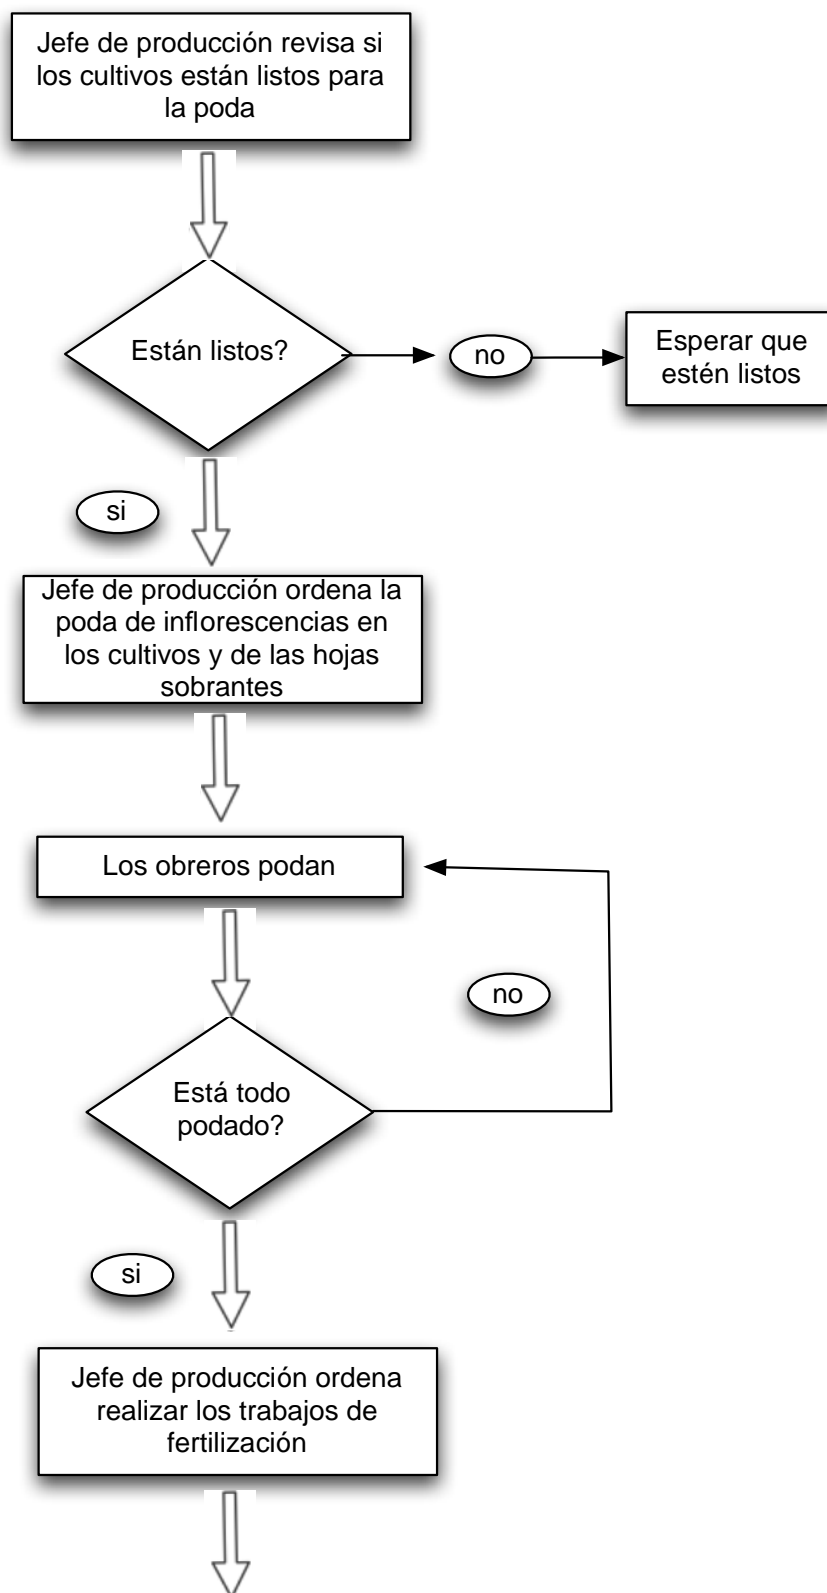 Jefe de producción revisa si
los cultivos están listos para
la poda
Están listos?
no
Esperar que
estén listos
si
Jefe de producción ordena la
poda de inflorescencias en
los cultivos y de las hojas
sobrantes
Los obreros podan
no
Está todo
podado?
si
Jefe de producción ordena
realizar los trabajos de
fertilización